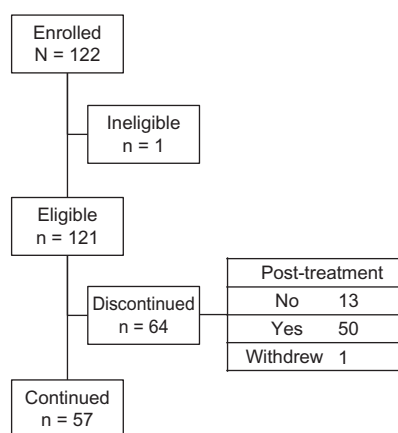 Enrolled
N = 122
Ineligible
n = 1
Eligible
n = 121
Discontinued
n = 64
Post-treatment
No 13
Yes 50
Withdrew 1
Continued
n = 57